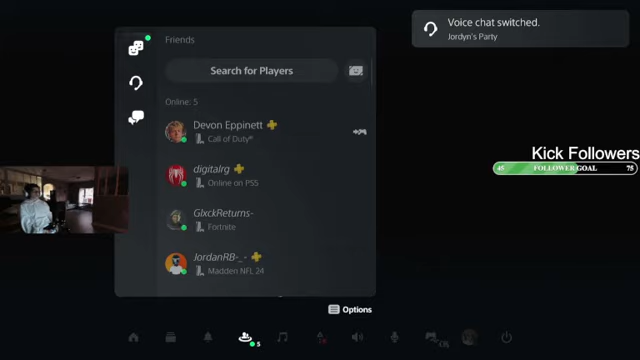 Friends
Voice chat switched.
Jordyn's Party
Search for Players
Online: 5
Devon Eppinett
Call of Duty®
digitalrg
Online on PS5
GlxckReturns-
Fortnite
JordanRB-_-
Madden NFL 24
Kick Followers
45 FOLLOWER GOAL 75
Options
5